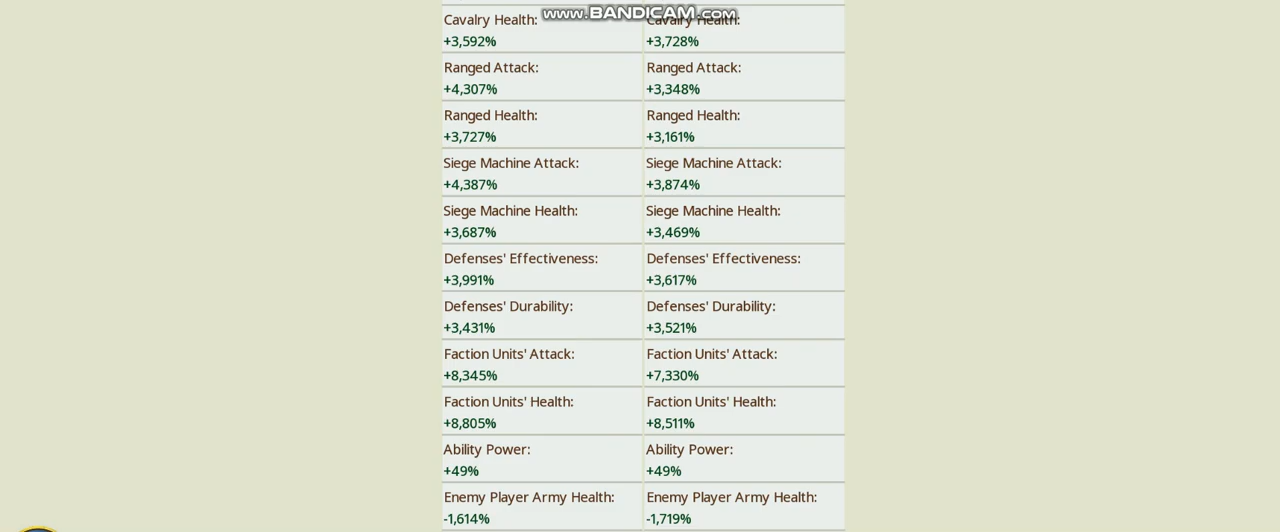 www.BANDICAM.com
Cavalry Health: Cavalry Health:
+3,592% +3,728%
Ranged Attack: Ranged Attack:
+4,307% +3,348%
Ranged Health: Ranged Health:
+3,727% +3,161%
Siege Machine Attack: Siege Machine Attack:
+4,387% +3,874%
Siege Machine Health: Siege Machine Health:
+3,687% +3,469%
Defenses' Effectiveness: Defenses' Effectiveness:
+3,991% +3,617%
Defenses' Durability: Defenses' Durability:
+3,431% +3,521%
Faction Units' Attack: Faction Units' Attack:
+8,345% +7,330%
Faction Units' Health: Faction Units' Health:
+8,805% +8,511%
Ability Power: Ability Power:
+49% +49%
Enemy Player Army Health: Enemy Player Army Health:
-1,614% -1,719%